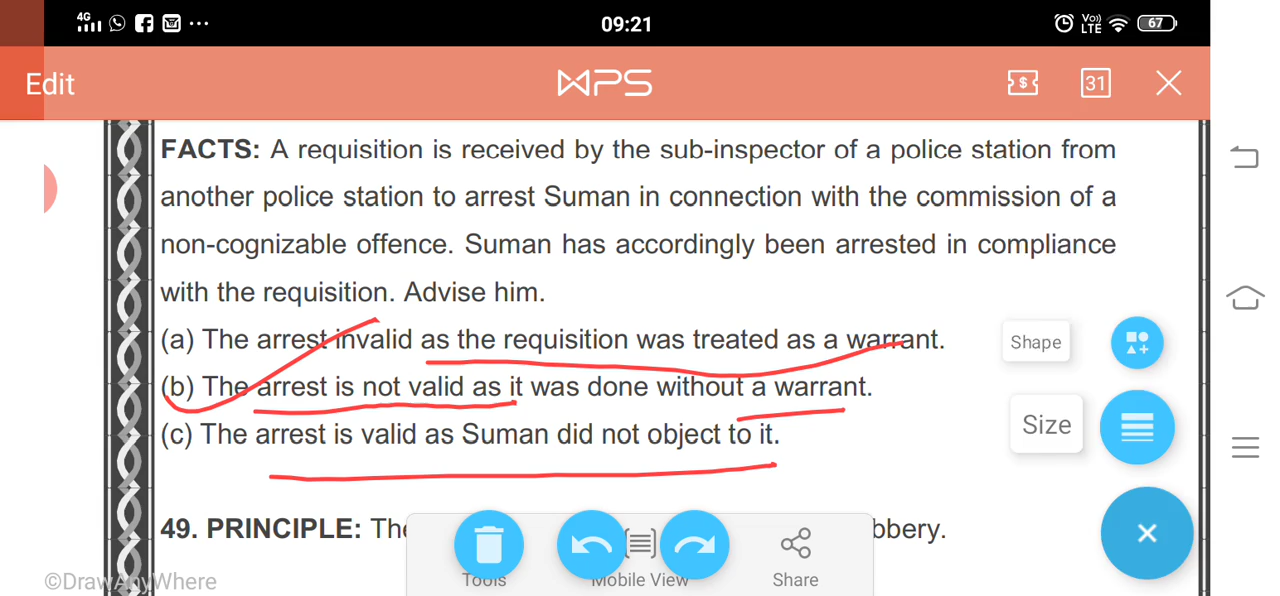 4G
09:21
Vo)
LTE
67
Edit
WPS
$
31
FACTS: A requisition is received by the sub-inspector of a police station from
another police station to arrest Suman in connection with the commission of a
non-cognizable offence. Suman has accordingly been arrested in compliance
with the requisition. Advise him.
(a) The arrest invalid as the requisition was treated as a warrant.
Shape
(b) The arrest is not valid as it was done without a warrant.
(c) The arrest is valid as Suman did not object to it.
Size
49. PRINCIPLE: The
bbery.
Tools
Mobile View
Share
©DrawAnyWhere